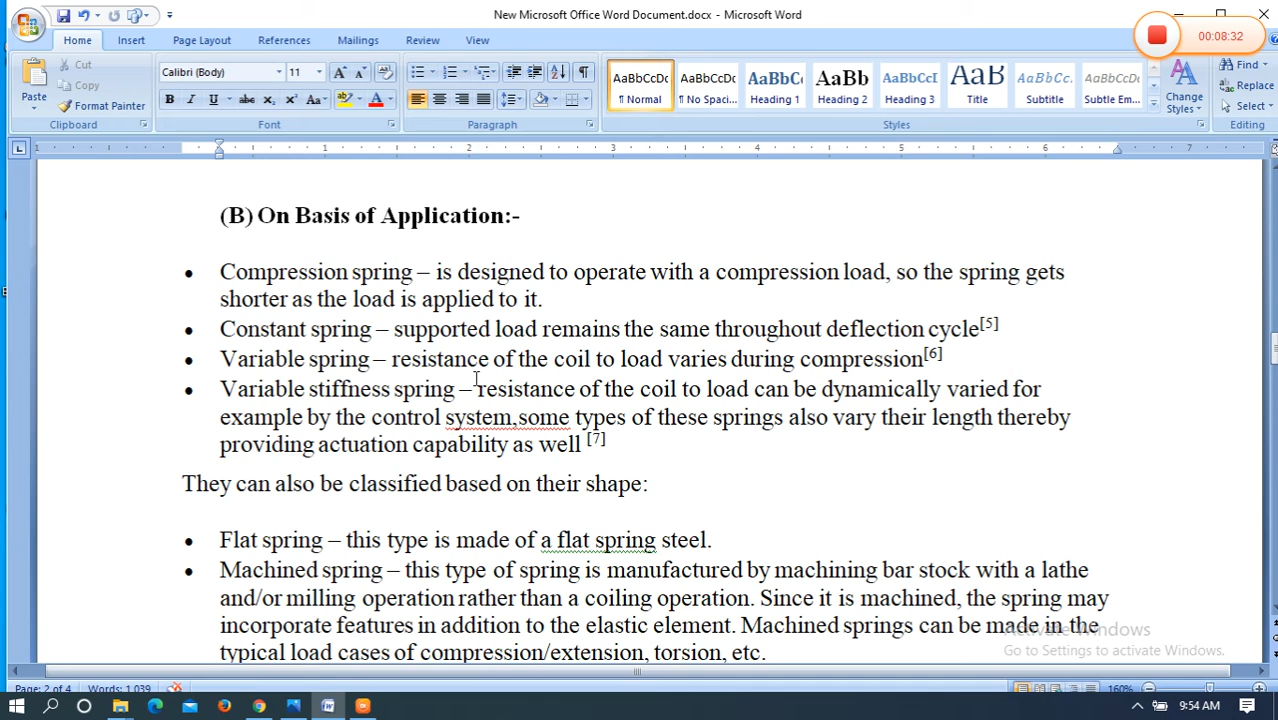 New Microsoft Office Word Document.docx - Microsoft Word
00:08:32
Home Insert Page Layout References Mailings Review View
Cut
Copy
Paste
Format Painter
Clipboard
Calibri (Body) 11
Font
Paragraph
AaBbCcDc AaBbCcDc AaBbCc AaBb AaBbCcI AaB AaBbCc. AaBbCcDc
¶ Normal ¶ No Spaci... Heading 1 Heading 2 Heading 3 Title Subtitle Subtle Em...
Styles
Change
Styles
Find
Replace
Select
Editing
1 1 2 3 4 5 6 7
(B) On Basis of Application:-
• Compression spring – is designed to operate with a compression load, so the spring gets
shorter as the load is applied to it.
• Constant spring – supported load remains the same throughout deflection cycle[5]
• Variable spring – resistance of the coil to load varies during compression[6]
• Variable stiffness spring – resistance of the coil to load can be dynamically varied for
example by the control system,some types of these springs also vary their length thereby
providing actuation capability as well [7]
They can also be classified based on their shape:
• Flat spring – this type is made of a flat spring steel.
• Machined spring – this type of spring is manufactured by machining bar stock with a lathe
and/or milling operation rather than a coiling operation. Since it is machined, the spring may
incorporate features in addition to the elastic element. Machined springs can be made in the
typical load cases of compression/extension, torsion, etc.
Activate Windows
Go to Settings to activate Windows.
Page: 2 of 4 Words: 1,039 160%
9:54 AM